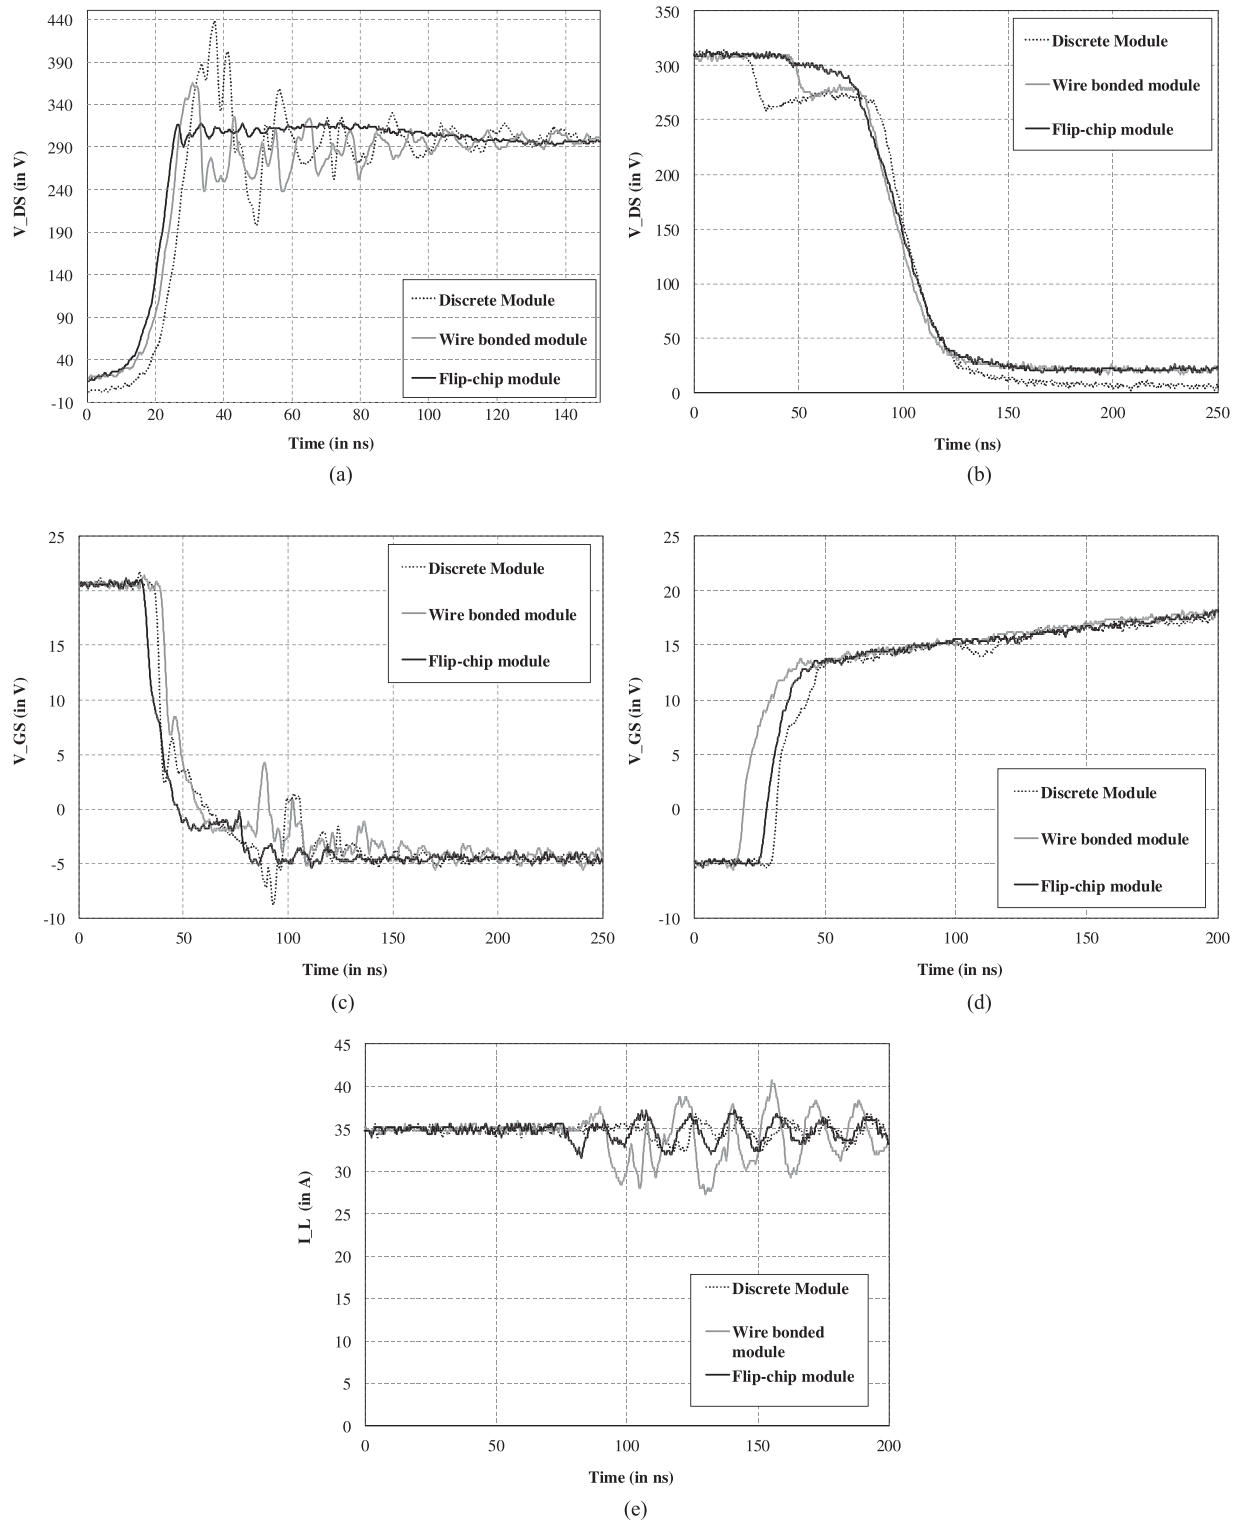 440
390
340
290
240
190
140
90
40
-10
0
20
40
60
80
100
120
140
V_DS (in V)
Time (in ns)
Discrete Module
Wire bonded module
Flip-chip module
(a)
350
300
250
200
150
100
50
0
0
50
100
150
200
250
V_DS (in V)
Time (ns)
Discrete Module
Wire bonded module
Flip-chip module
(b)
25
20
15
10
5
0
-5
-10
0
50
100
150
200
250
V_GS (in V)
Time (in ns)
Discrete Module
Wire bonded module
Flip-chip module
(c)
25
20
15
10
5
0
-5
-10
0
50
100
150
200
V_GS (in V)
Time (in ns)
Discrete Module
Wire bonded module
Flip-chip module
(d)
45
40
35
30
25
20
15
10
5
0
0
50
100
150
200
I_L (in A)
Time (in ns)
Discrete Module
Wire bonded
module
Flip-chip module
(e)